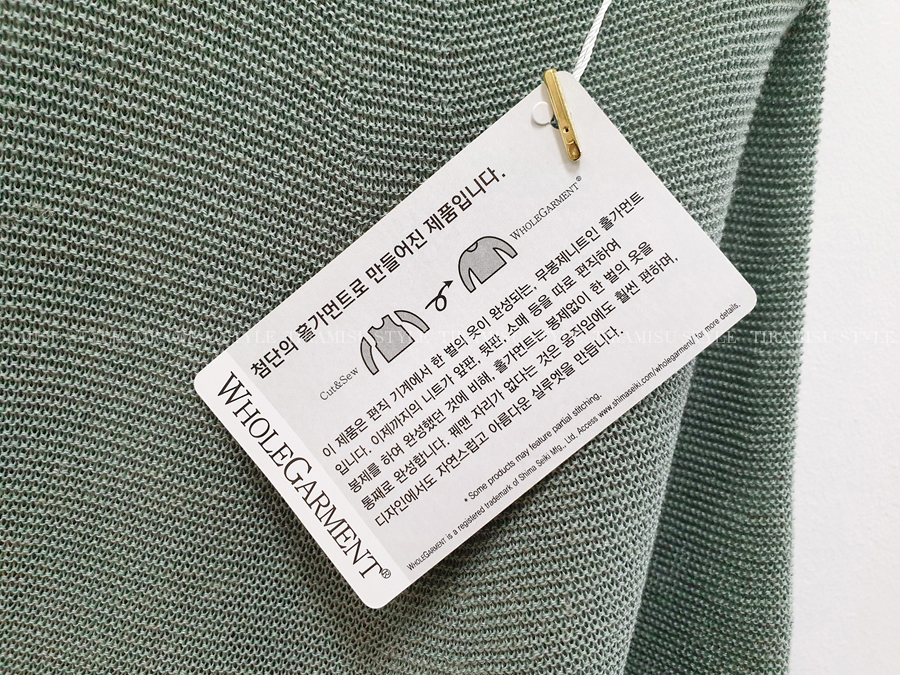 첨단의 홀가먼트로 만들어진 제품입니다.
Cut&Sew
WHOLEGARMENT®
이 제품은 편직 기계에서 한 벌의 옷이 완성되는, 무봉제니트인 홀가먼트
입니다. 이제까지의 니트가 앞판, 뒷판, 소매 등을 따로 편직하여
봉제를 하여 완성했던 것에 비해, 홀가먼트는 봉제없이 한 벌의 옷을
통째로 완성합니다. 꿰맨 자리가 없다는 것은 움직임에도 훨씬 편하며,
디자인에서도 자연스럽고 아름다운 실루엣을 만듭니다.
* Some products may feature partial stitching.
WHOLEGARMENT is a registered trademark of Shima Seiki Mfg., Ltd, Access www.shimaseiki.com/wholegarment/ for more details.
WHOLEGARMENT®
TIRAMISU STYLE TIRAMISU STYLE TIRAMISU STYLE